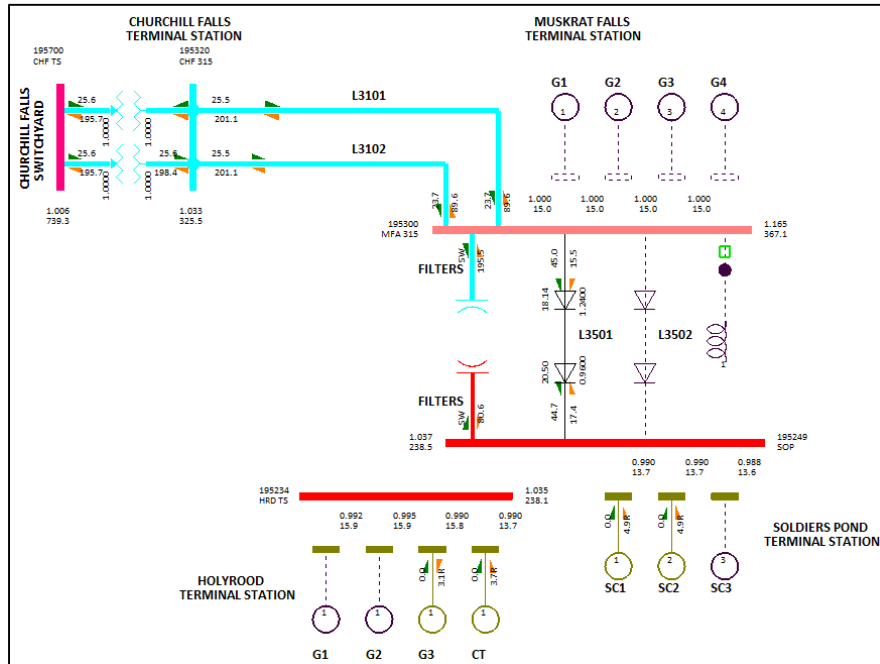 CHURCHILL FALLS
TERMINAL STATION
MUSKRAT FALLS
TERMINAL STATION
195700
CHF TS
195320
CHF 315
CHURCHILL FALLS
SWITCHYARD
25.6
195.7
1.000
1.000
25.5
201.1
L3101
25.6
195.7
1.000
1.000
25.6
198.4
25.5
201.1
L3102
1.006
739.3
1.033
325.5
G1
G2
G3
G4
1
2
3
4
23.7
89.6
23.7
89.6
1.000
15.0
1.000
15.0
1.000
15.0
1.000
15.0
195300
MFA 315
1.165
367.1
FILTERS
SW
195.5
45.0
15.5
18.14
1.2400
L3501
L3502
1
20.50
0.9600
44.7
17.4
FILTERS
SW
80.6
1.037
238.5
195249
SOP
195234
HRD TS
1.035
238.1
0.992
15.9
0.995
15.9
0.990
15.8
0.990
13.7
0.990
13.7
0.990
13.7
0.988
13.6
0.0
3.1R
0.0
3.7R
0.0
4.9R
0.0
4.9R
HOLYROOD
TERMINAL STATION
SOLDIERS POND
TERMINAL STATION
1
1
1
1
1
2
3
G1
G2
G3
CT
SC1
SC2
SC3